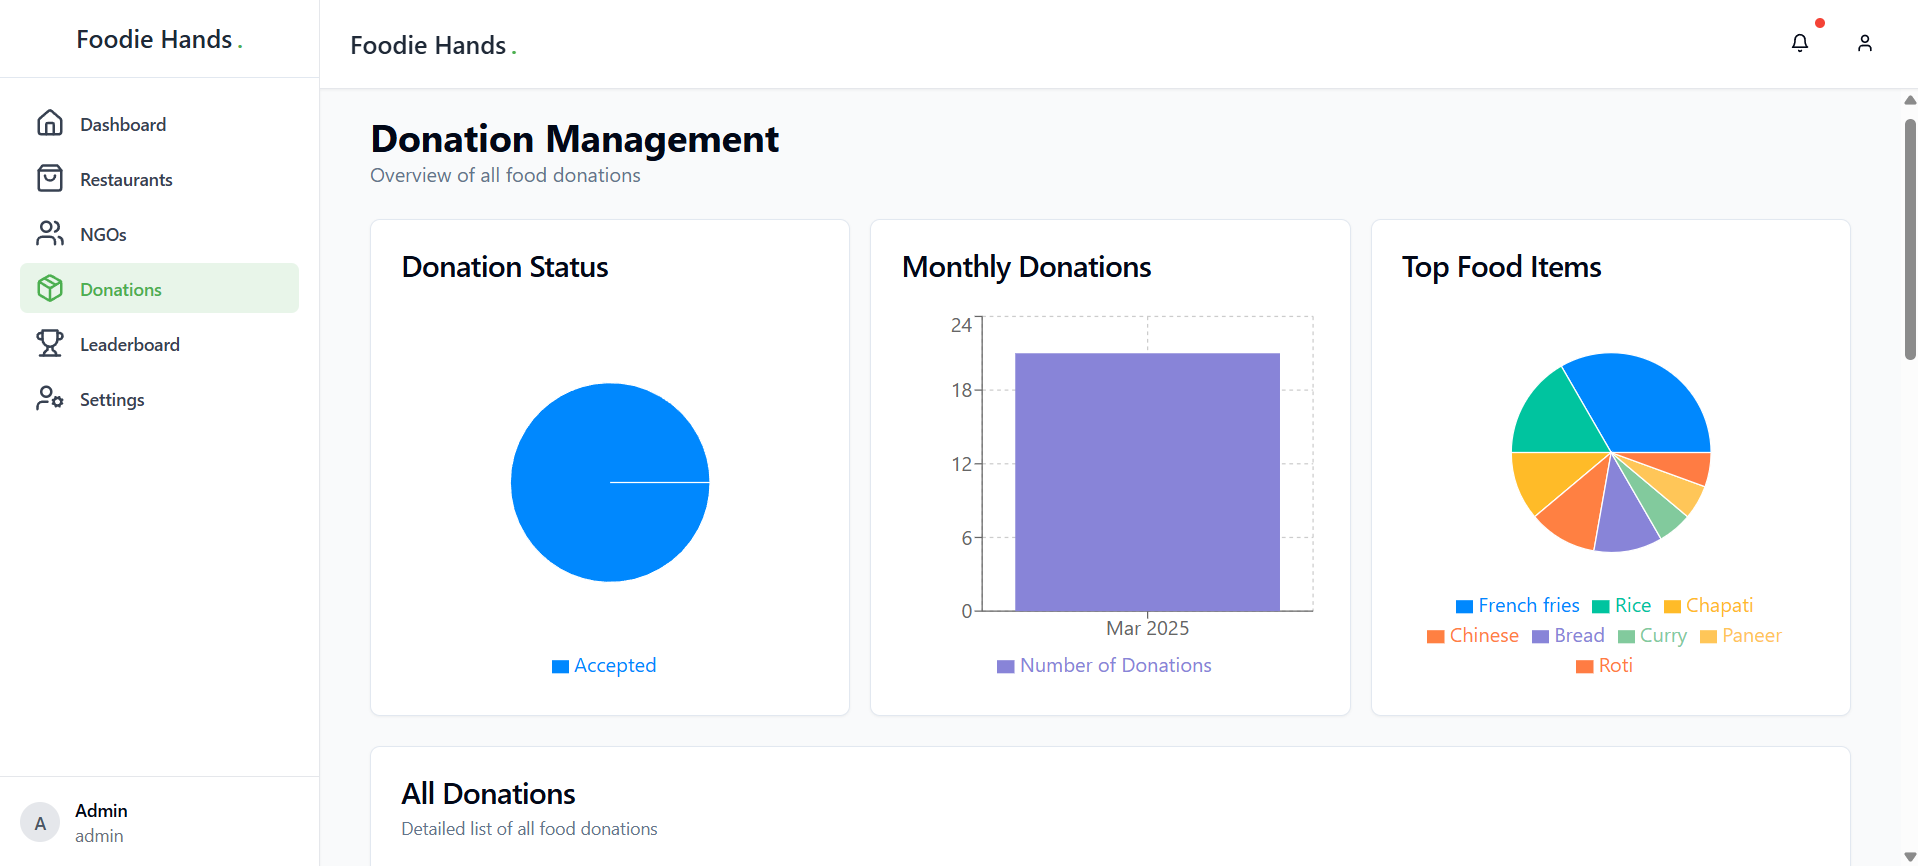 Foodie Hands.
Dashboard
Restaurants
NGOs
Donations
Leaderboard
Settings
A
Admin
admin
Foodie Hands.
Donation Management
Overview of all food donations
Donation Status
Accepted
Monthly Donations
24
18
12
6
0
Mar 2025
Number of Donations
Top Food Items
French fries Rice Chapati
Chinese Bread Curry Paneer
Roti
All Donations
Detailed list of all food donations